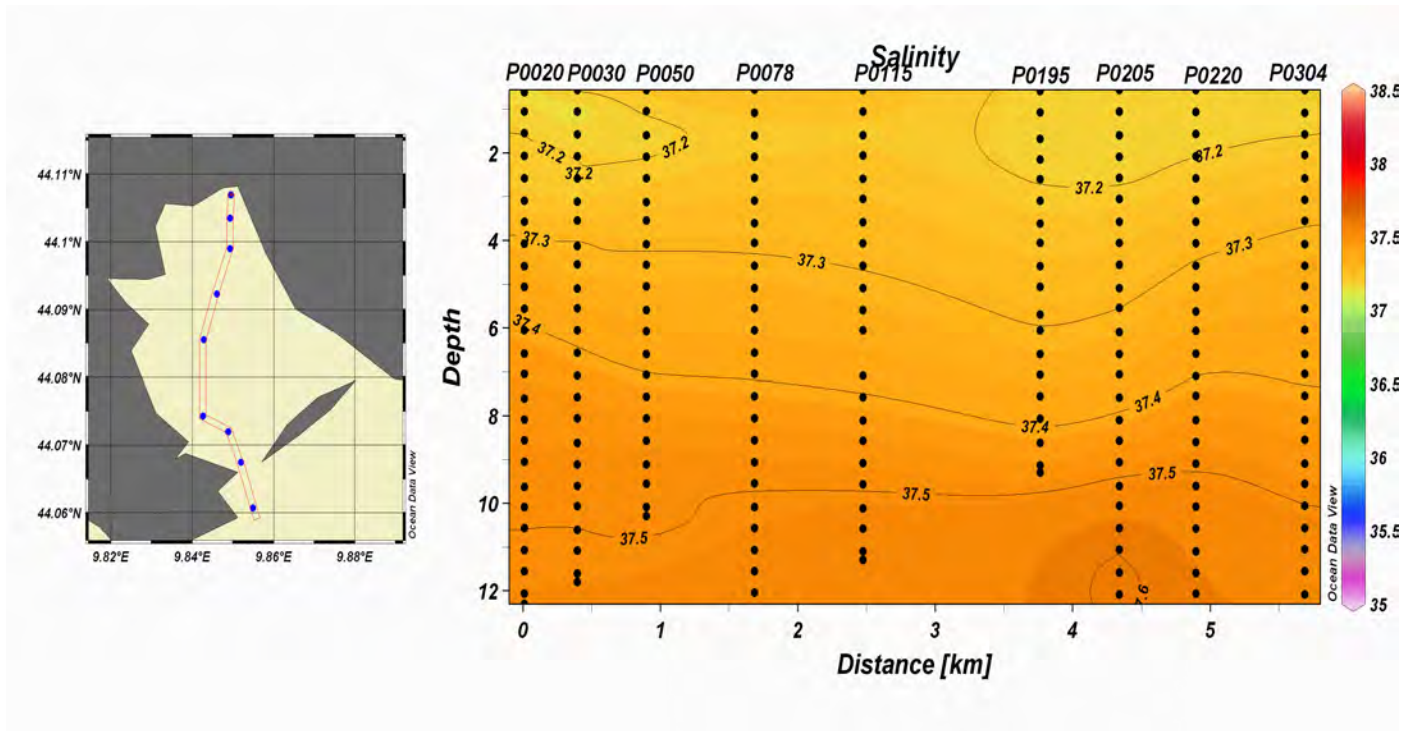 44.11°N
44.1°N
44.09°N
44.08°N
44.07°N
44.06°N
9.82°E 9.84°E 9.86°E 9.88°E
Ocean Data View
Salinity
P0020 P0030 P0050 P0078 P0115 P0195 P0205 P0220 P0304
Depth
2
4
6
8
10
12
37.2
37.2
37.2
37.2
37.2
37.3
37.3
37.3
37.4
37.4
37.4
37.5
37.5
37.5
7.6
0 1 2 3 4 5
Distance [km]
Ocean Data View
38.5
38
37.5
37
36.5
36
35.5
35